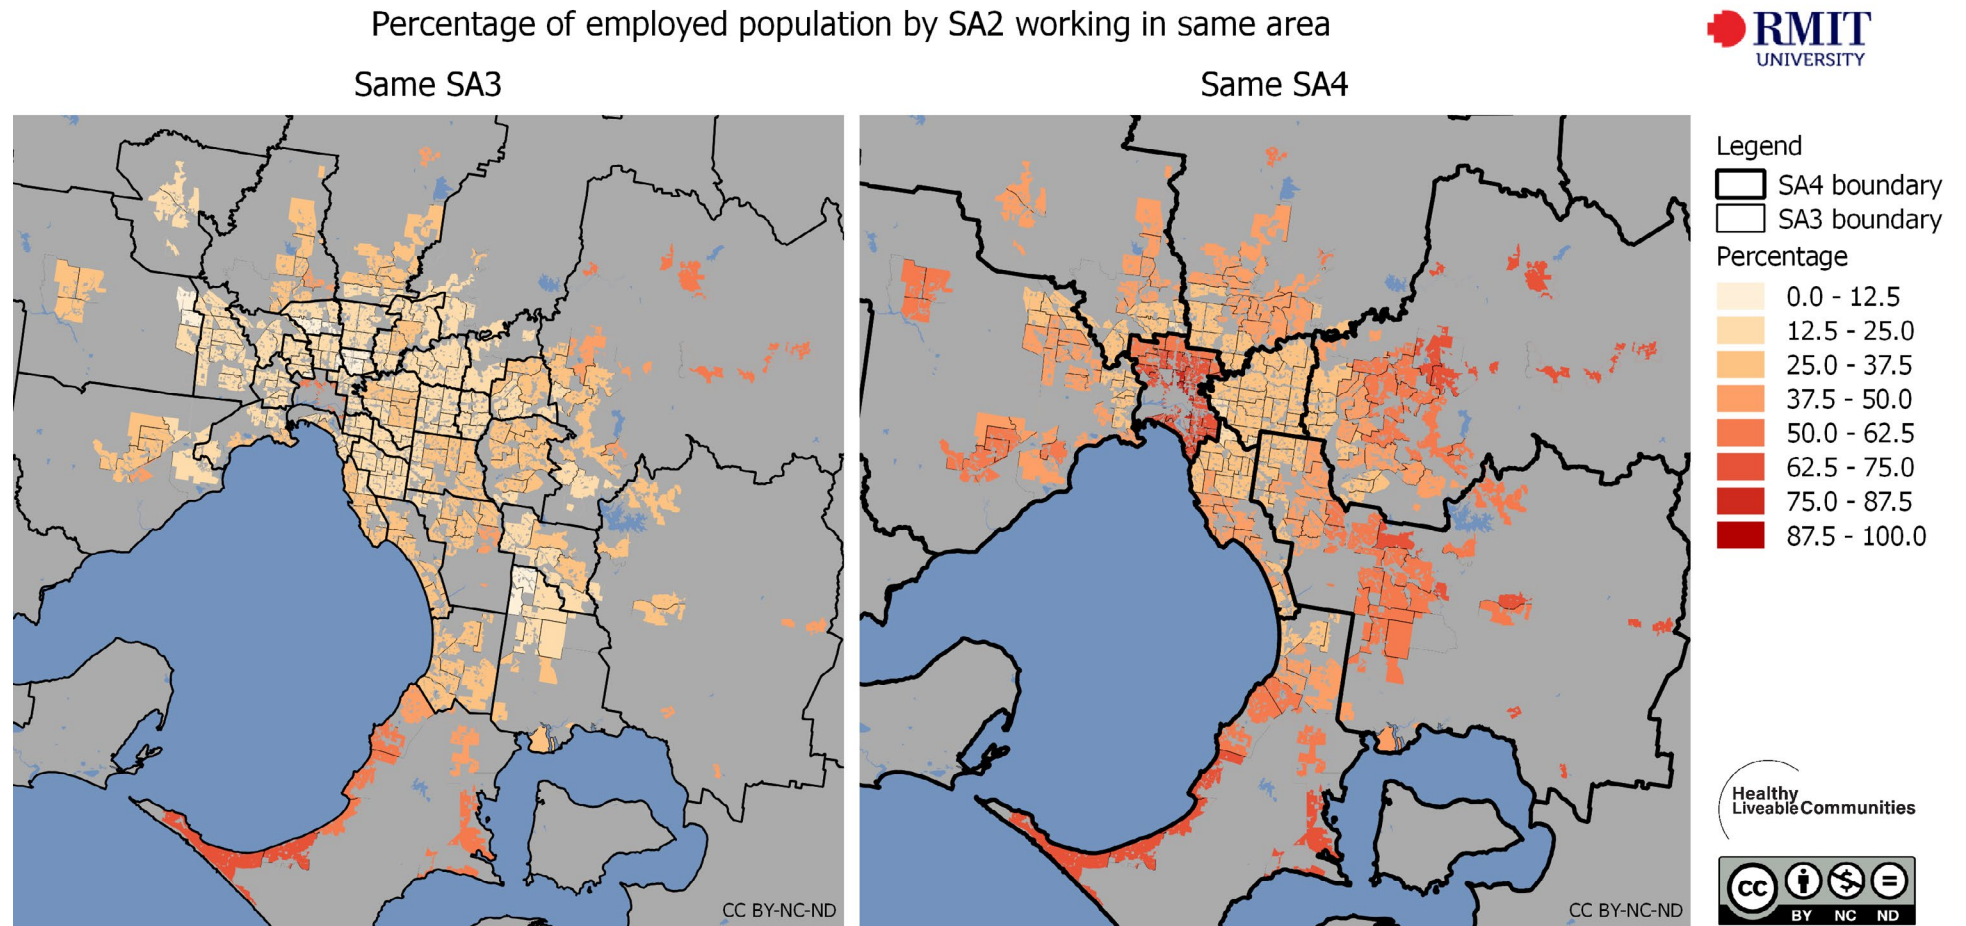 Percentage of employed population by SA2 working in same area
RMIT
UNIVERSITY
Same SA3
Same SA4
Legend
SA4 boundary
SA3 boundary
Percentage
0.0 - 12.5
12.5 - 25.0
25.0 - 37.5
37.5 - 50.0
50.0 - 62.5
62.5 - 75.0
75.0 - 87.5
87.5 - 100.0
Healthy
Liveable Communities
CC BY-NC-ND
CC BY-NC-ND
cc
BY NC ND